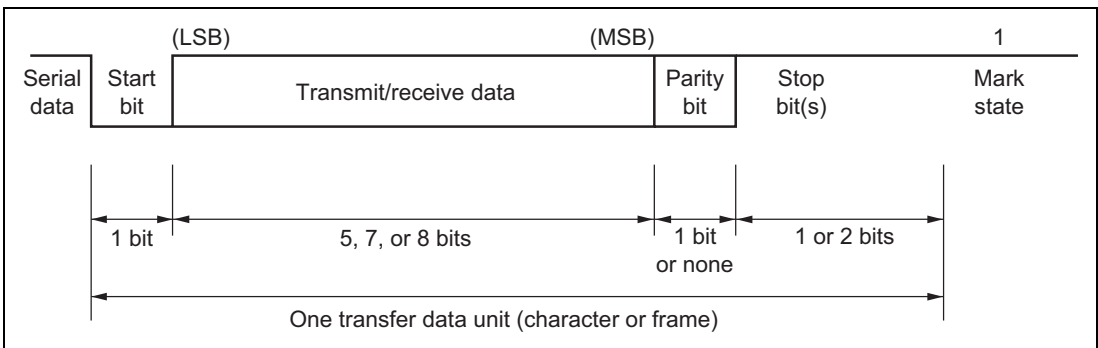 (LSB) (MSB) 1
Serial data
Start bit
Transmit/receive data
Parity bit
Stop bit(s)
Mark state
1 bit
5, 7, or 8 bits
1 bit or none
1 or 2 bits
One transfer data unit (character or frame)